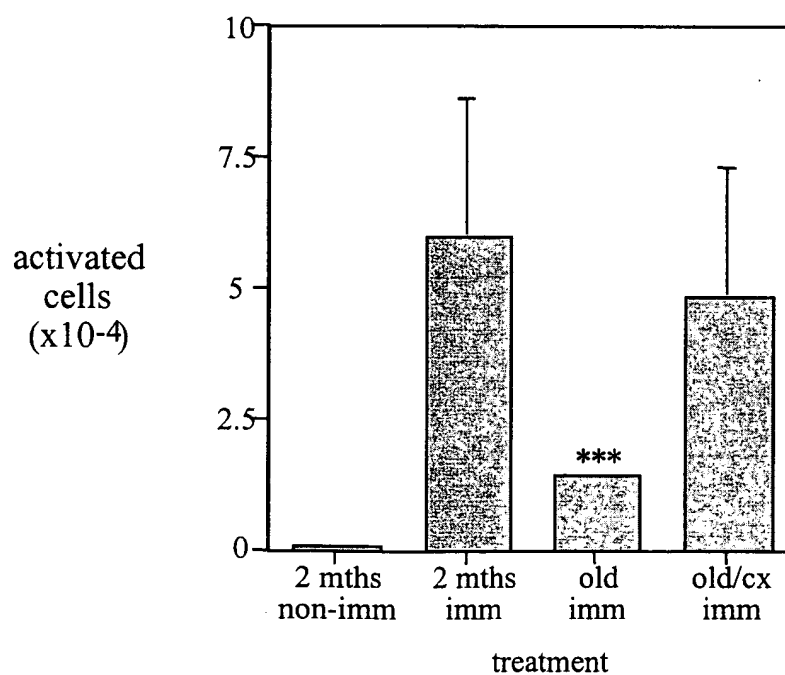 10
7.5
activated
cells
(x10-4)
5
2.5
***
0
2 mths
non-imm
2 mths
imm
old
imm
old/cx
imm
treatment